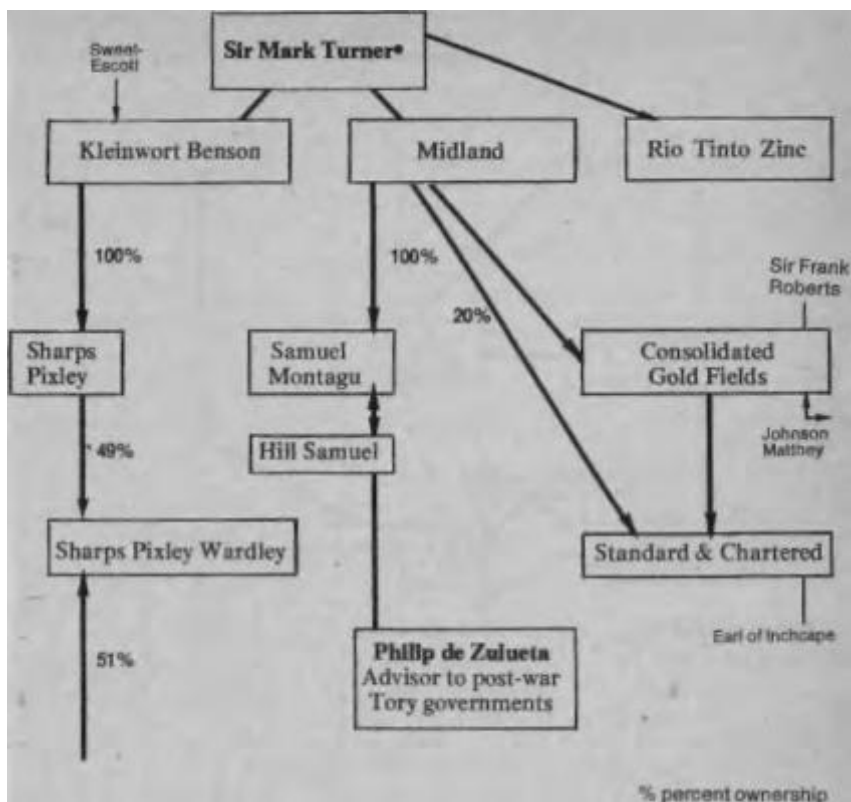 Sweet-
Escott
Sir Mark Turner•
Kleinwort Benson
Midland
Rio Tinto Zinc
100%
100%
20%
Sir Frank
Roberts
Sharps
Pixley
Samuel
Montagu
Consolidated
Gold Fields
49%
Hill Samuel
Johnson
Matthey
Sharps Pixley Wardley
Standard & Chartered
51%
Earl of Inchcape
Philip de Zulueta
Advisor to post-war
Tory governments
% percent ownership